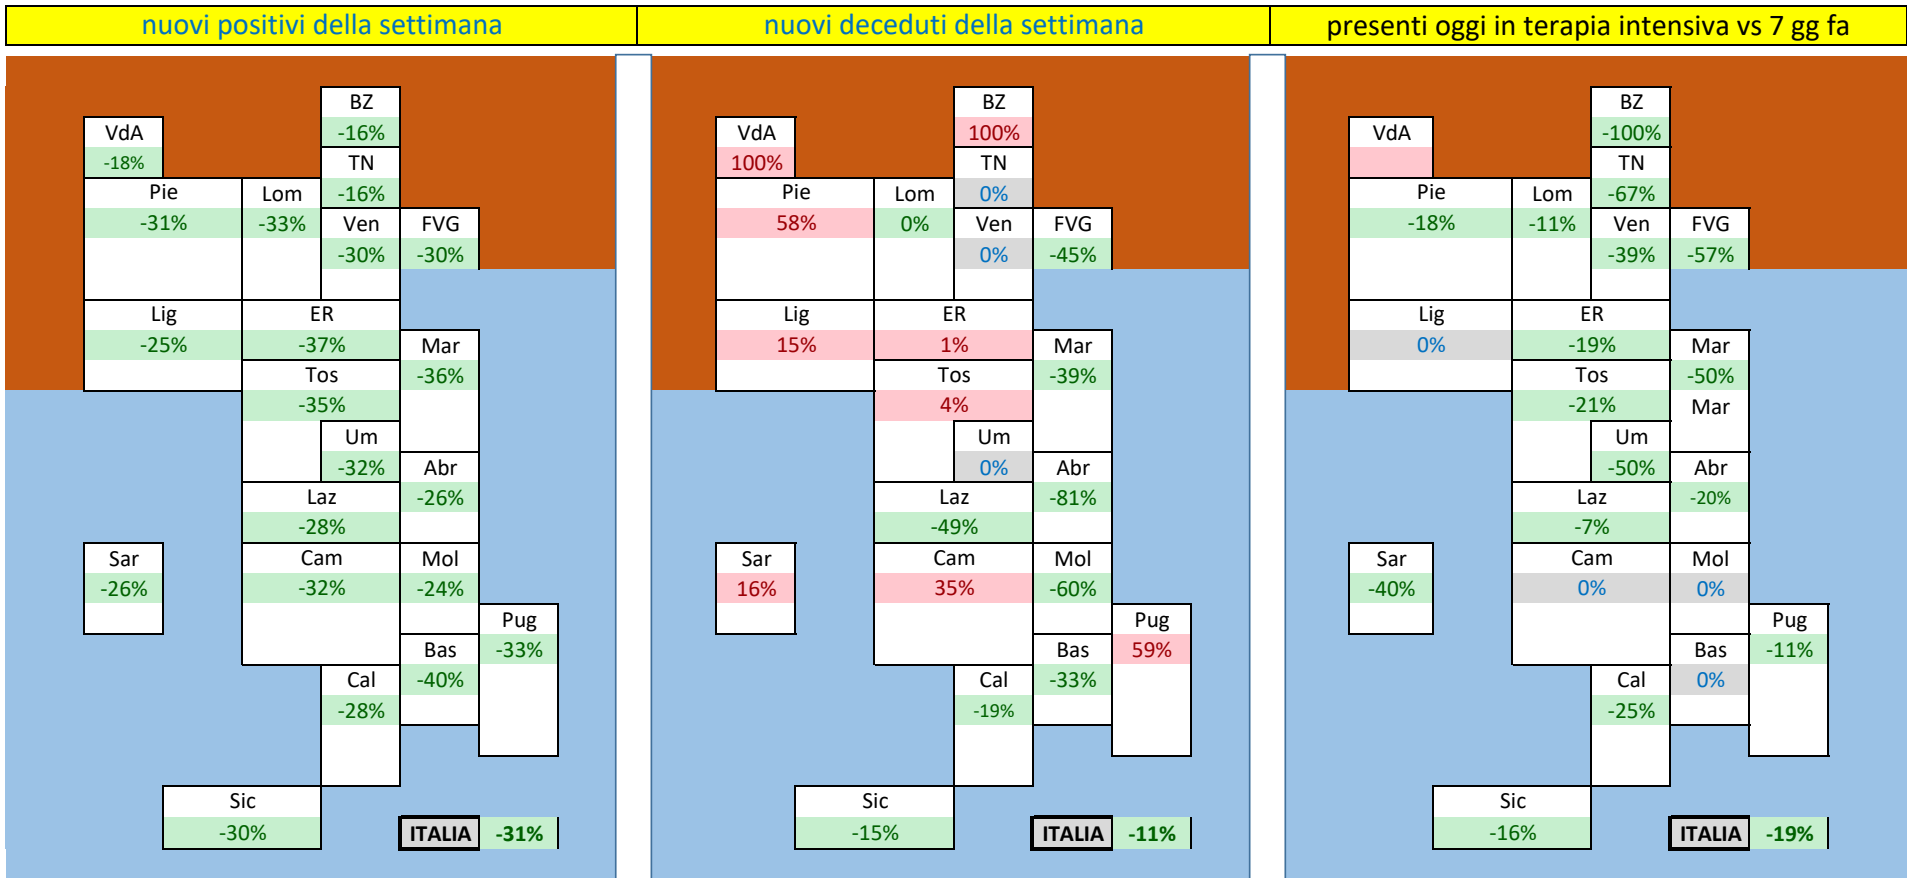 nuovi positivi della settimana
BZ
VdA -16%
-18% TN
Pie Lom -16%
-31% -33% Ven FVG
-30% -30%
Lig ER
-25% -37% Mar
Tos -36%
-35%
Um
-32% Abr
Laz -26%
-28%
Sar Cam Mol
-26% -32% -24%
Pug
Bas -33%
Cal -40%
-28%
Sic
-30% ITALIA -31%
nuovi deceduti della settimana
BZ
VdA 100%
100% TN
Pie Lom 0%
58% 0% Ven FVG
0% -45%
Lig ER
15% 1% Mar
Tos -39%
4%
Um
0% Abr
Laz -81%
-49%
Sar Cam Mol
16% 35% -60%
Pug
Bas 59%
Cal -33%
-19%
Sic
-15% ITALIA -11%
presenti oggi in terapia intensiva vs 7 gg fa
BZ
VdA -100%
TN
Pie Lom -67%
-18% -11% Ven FVG
-39% -57%
Lig ER
0% -19% Mar
Tos -50%
-21% Mar
Um
-50% Abr
Laz -20%
-7%
Sar Cam Mol
-40% 0% 0%
Pug
Bas -11%
Cal 0%
-25%
Sic
-16% ITALIA -19%